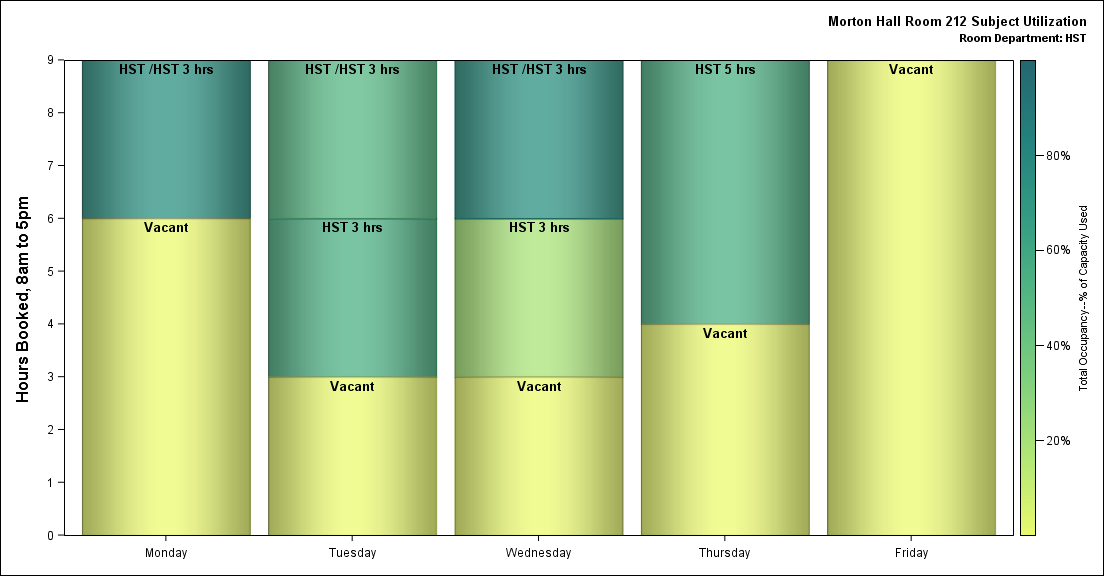 Morton Hall Room 212 Subject Utilization
Room Department: HST
Hours Booked, 8am to 5pm
9
8
7
6
5
4
3
2
1
0
HST /HST 3 hrs
Vacant
HST /HST 3 hrs
HST 3 hrs
Vacant
HST /HST 3 hrs
HST 3 hrs
Vacant
HST 5 hrs
Vacant
Vacant
Monday
Tuesday
Wednesday
Thursday
Friday
80%
60%
40%
20%
Total Occupancy--% of Capacity Used